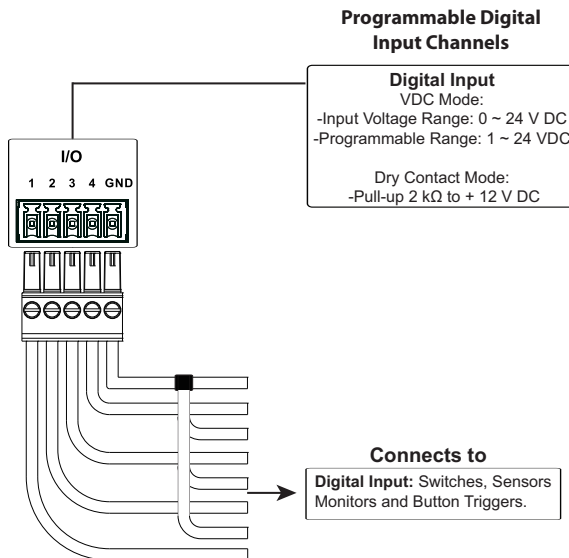 Programmable Digital
Input Channels
Digital Input
VDC Mode:
-Input Voltage Range: 0 ~ 24 V DC
-Programmable Range: 1 ~ 24 VDC
Dry Contact Mode:
-Pull-up 2 kΩ to + 12 V DC
I/O
1 2 3 4 GND
Connects to
Digital Input: Switches, Sensors
Monitors and Button Triggers.